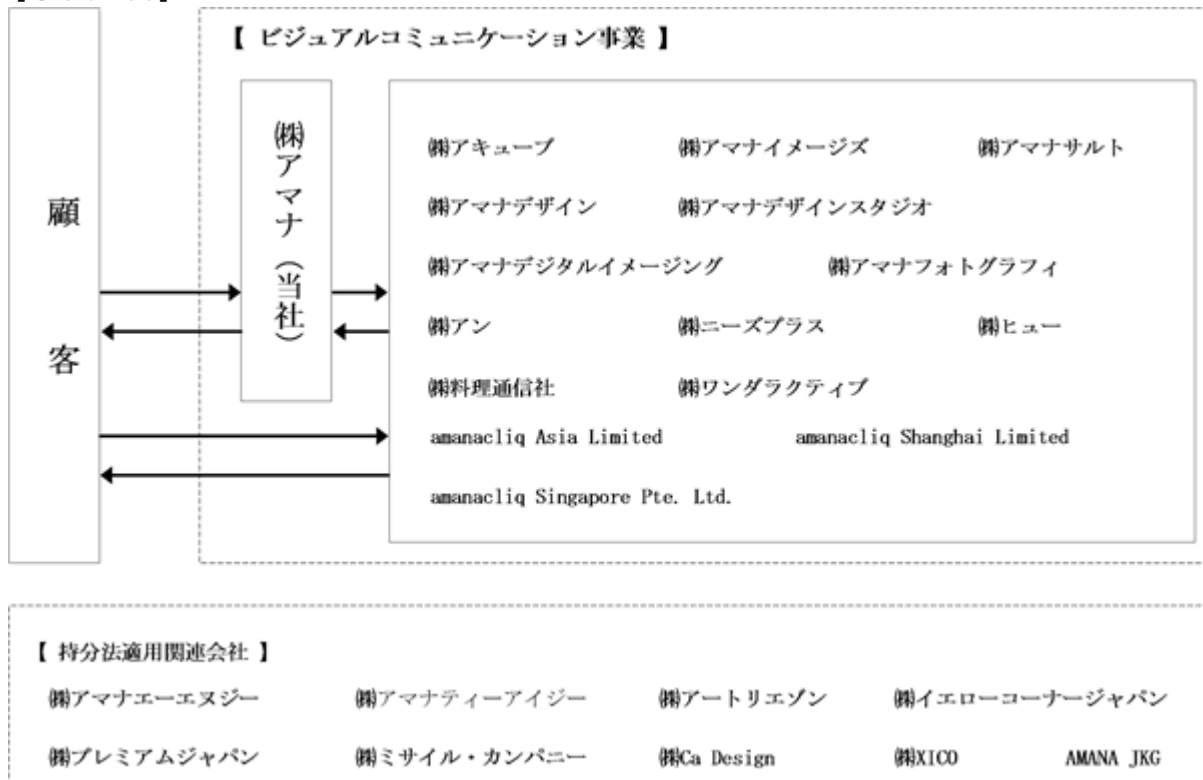 【 ビジュアルコミュニケーション事業 】
顧客
㈱アマナ（当社）
㈱アキューブ ㈱アマナイメージズ ㈱アマナサルト
㈱アマナデザイン ㈱アマナデザインスタジオ
㈱アマナデジタルイメージング ㈱アマナフォトグラフィ
㈱アン ㈱ニーズプラス ㈱ヒュー
㈱料理通信社 ㈱ワンダラクティブ
amanacliq Asia Limited amanacliq Shanghai Limited
amanacliq Singapore Pte. Ltd.
【 持分法適用関連会社 】
㈱アマナエーエヌジー ㈱アマナティーアイジー ㈱アートリエゾン ㈱イエローコーナージャパン
㈱プレミアムジャパン ㈱ミサイル・カンパニー ㈱Ca Design ㈱XICO AMANA JKG